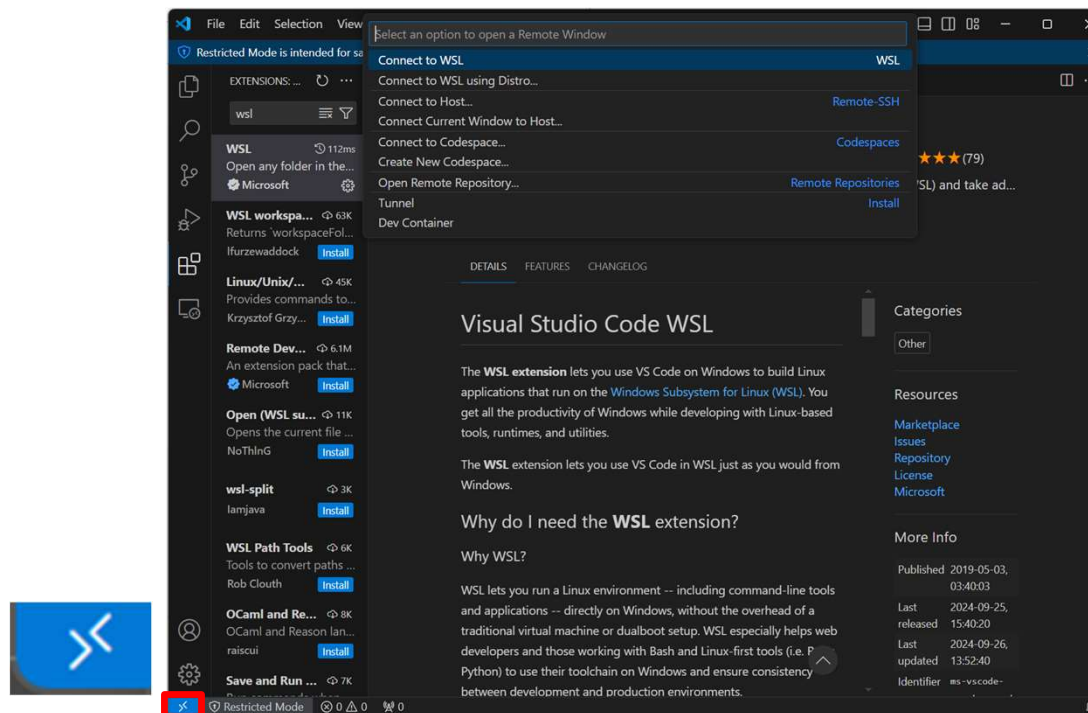 File Edit Selection View
Select an option to open a Remote Window
Restricted Mode is intended for sa
Connect to WSL WSL
Connect to WSL using Distro...
Connect to Host... Remote-SSH
Connect Current Window to Host...
Connect to Codespace... Codespaces
Create New Codespace...
Open Remote Repository... Remote Repositories
Tunnel Install
Dev Container
EXTENSIONS: ...
wsl
WSL 112ms
Open any folder in the...
Microsoft
WSL workspa... 63K
Returns `workspaceFol...
lfurzewaddock Install
Linux/Unix/... 45K
Provides commands to...
Krzysztof Grzy... Install
Remote Dev... 6.1M
An extension pack that...
Microsoft Install
Open (WSL su... 11K
Opens the current file ...
NoThInG Install
wsl-split 3K
lamjava Install
WSL Path Tools 6K
Tools to convert paths ...
Rob Clouth Install
OCaml and Re... 8K
OCaml and Reason lan...
raiscui Install
Save and Run ... 7K
(79)
SL) and take ad...
DETAILS FEATURES CHANGELOG
Visual Studio Code WSL
The WSL extension lets you use VS Code on Windows to build Linux
applications that run on the Windows Subsystem for Linux (WSL). You
get all the productivity of Windows while developing with Linux-based
tools, runtimes, and utilities.
The WSL extension lets you use VS Code in WSL just as you would from
Windows.
Why do I need the WSL extension?
Why WSL?
WSL lets you run a Linux environment -- including command-line tools
and applications -- directly on Windows, without the overhead of a
traditional virtual machine or dualboot setup. WSL especially helps web
developers and those working with Bash and Linux-first tools (i.e.
Python) to use their toolchain on Windows and ensure consistency
between development and production environments.
Categories
Other
Resources
Marketplace
Issues
Repository
License
Microsoft
More Info
Published 2019-05-03,
03:40:03
Last 2024-09-25,
released 15:40:20
Last 2024-09-26,
updated 13:52:40
Identifier ms-vscode-
Restricted Mode 0 0 0